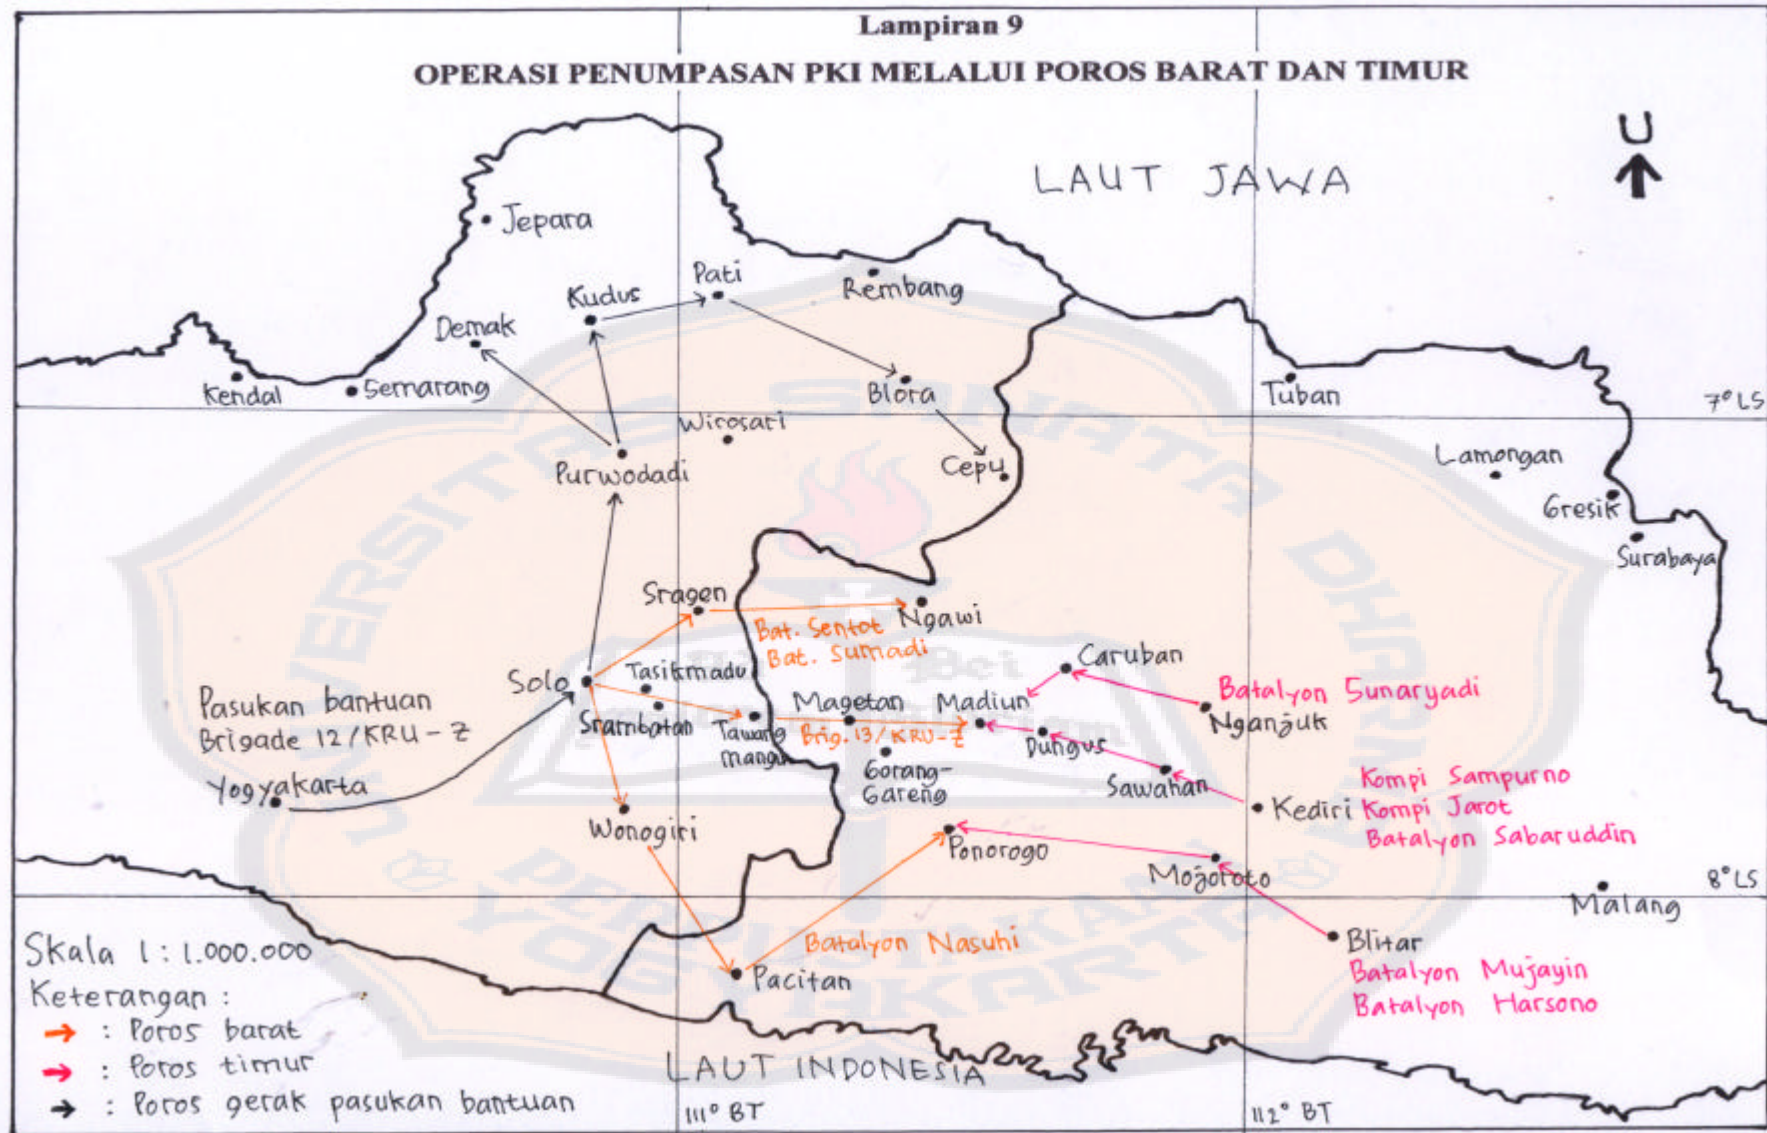 Lampiran 9
OPERASI PENUMPASAN PKI MELALUI POROS BARAT DAN TIMUR
U
LAUT JAWA
Jepara
Pati
Rembang
Kudus
Demak
Kendal
Semarang
Blora
Tuban
7° LS
Wirosari
Purwodadi
Cepu
Lamongan
Gresik
Surabaya
Sragen
Ngawi
Bat. Sentot
Bat. Sumadi
Caruban
Solo
Tasikmadu
Srambatan
Tawang
mangu
Magetan
Madiun
Brig. 13/KRU-Z
Gorang-
Gareng
Dungus
Batalyon Sunaryadi
Nganjuk
Pasukan bantuan
Brigade 12/KRU-Z
Yogyakarta
Sawahan
Kediri
Kompi Sampurno
Kompi Jarot
Batalyon Sabaruddin
Wonogiri
Ponorogo
Mojoroto
8° LS
Malang
Blitar
Batalyon Mujayin
Batalyon Harsono
Batalyon Nasuhi
Pacitan
Skala 1 : 1.000.000
Keterangan :
: Poros barat
: Poros timur
: Poros gerak pasukan bantuan
LAUT INDONESIA
111° BT
112° BT
UNIVERSITAS SANATA DHARMA
PERPUSTAKAAN
YOGYAKARTA